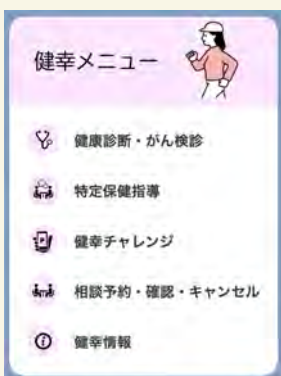 健幸メニュー
健康診断・がん検診
特定保健指導
健幸チャレンジ
相談予約・確認・キャンセル
健幸情報